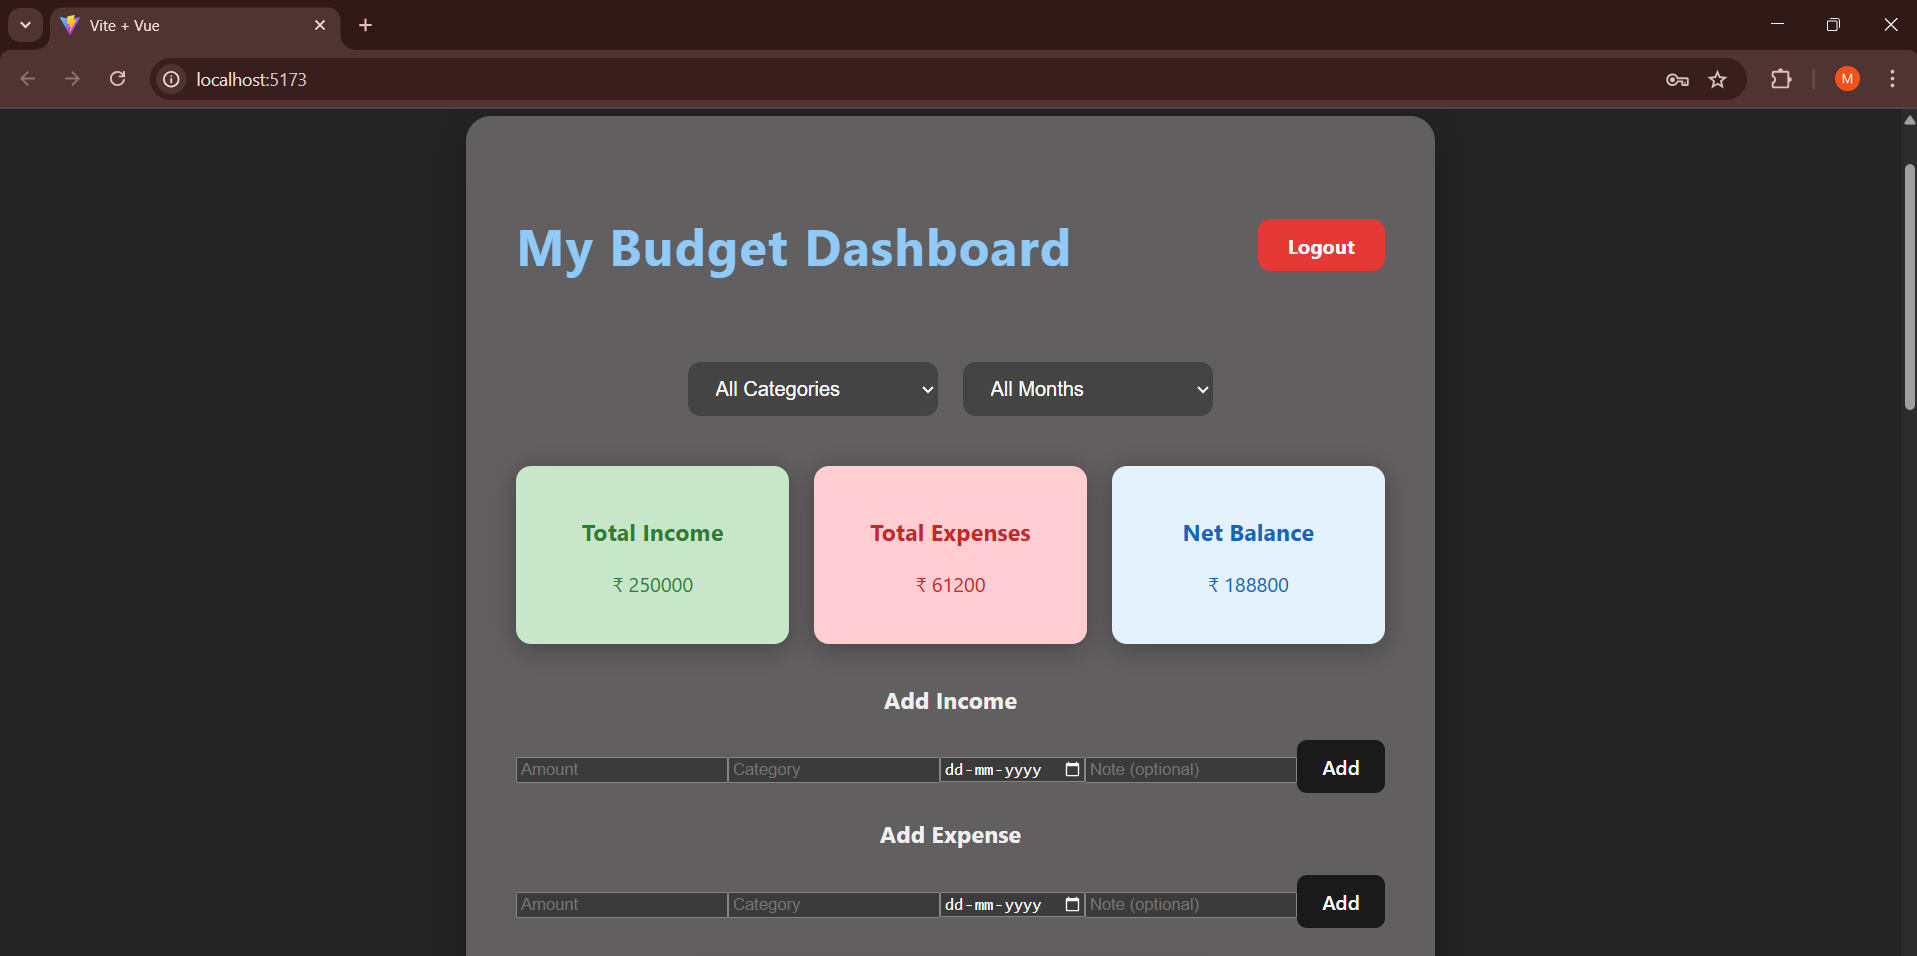 Vite + Vue
localhost:5173
M
My Budget Dashboard
Logout
All Categories
All Months
Total Income
₹ 250000
Total Expenses
₹ 61200
Net Balance
₹ 188800
Add Income
Amount
Category
dd-mm-yyyy
Note (optional)
Add
Add Expense
Amount
Category
dd-mm-yyyy
Note (optional)
Add